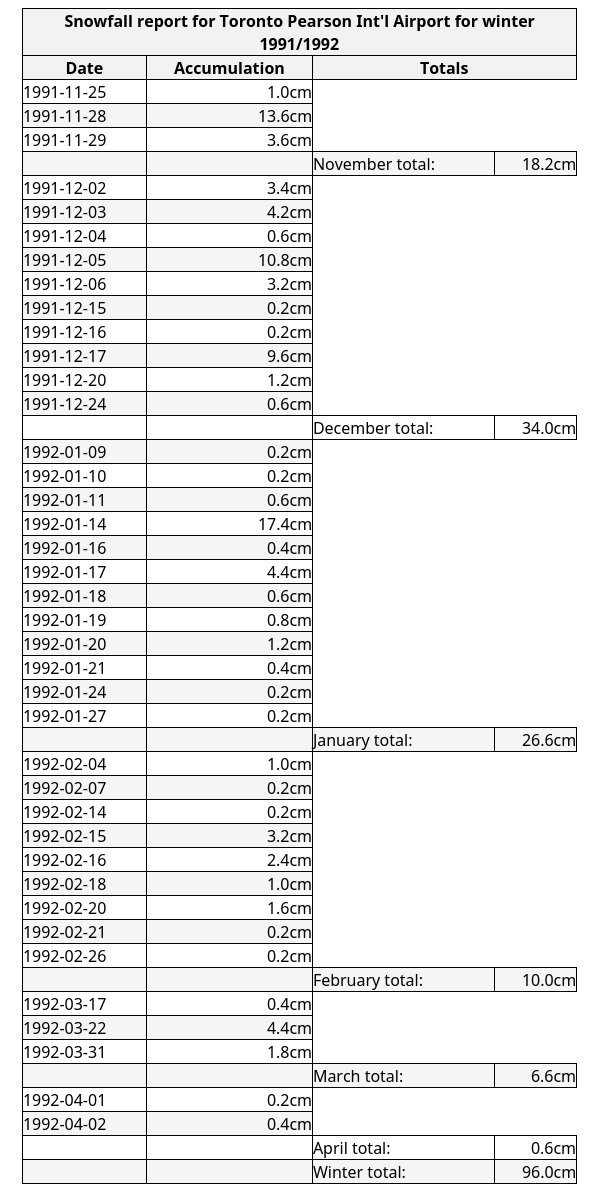 Snowfall report for Toronto Pearson Int'l Airport for winter
1991/1992
Date Accumulation Totals
1991-11-25 1.0cm
1991-11-28 13.6cm
1991-11-29 3.6cm
November total: 18.2cm
1991-12-02 3.4cm
1991-12-03 4.2cm
1991-12-04 0.6cm
1991-12-05 10.8cm
1991-12-06 3.2cm
1991-12-15 0.2cm
1991-12-16 0.2cm
1991-12-17 9.6cm
1991-12-20 1.2cm
1991-12-24 0.6cm
December total: 34.0cm
1992-01-09 0.2cm
1992-01-10 0.2cm
1992-01-11 0.6cm
1992-01-14 17.4cm
1992-01-16 0.4cm
1992-01-17 4.4cm
1992-01-18 0.6cm
1992-01-19 0.8cm
1992-01-20 1.2cm
1992-01-21 0.4cm
1992-01-24 0.2cm
1992-01-27 0.2cm
January total: 26.6cm
1992-02-04 1.0cm
1992-02-07 0.2cm
1992-02-14 0.2cm
1992-02-15 3.2cm
1992-02-16 2.4cm
1992-02-18 1.0cm
1992-02-20 1.6cm
1992-02-21 0.2cm
1992-02-26 0.2cm
February total: 10.0cm
1992-03-17 0.4cm
1992-03-22 4.4cm
1992-03-31 1.8cm
March total: 6.6cm
1992-04-01 0.2cm
1992-04-02 0.4cm
April total: 0.6cm
Winter total: 96.0cm